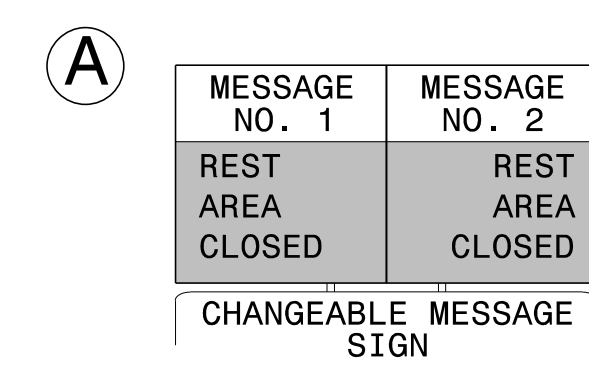 A
MESSAGE
NO. 1
MESSAGE
NO. 2
REST
AREA
CLOSED
REST
AREA
CLOSED
CHANGEABLE MESSAGE
SIGN